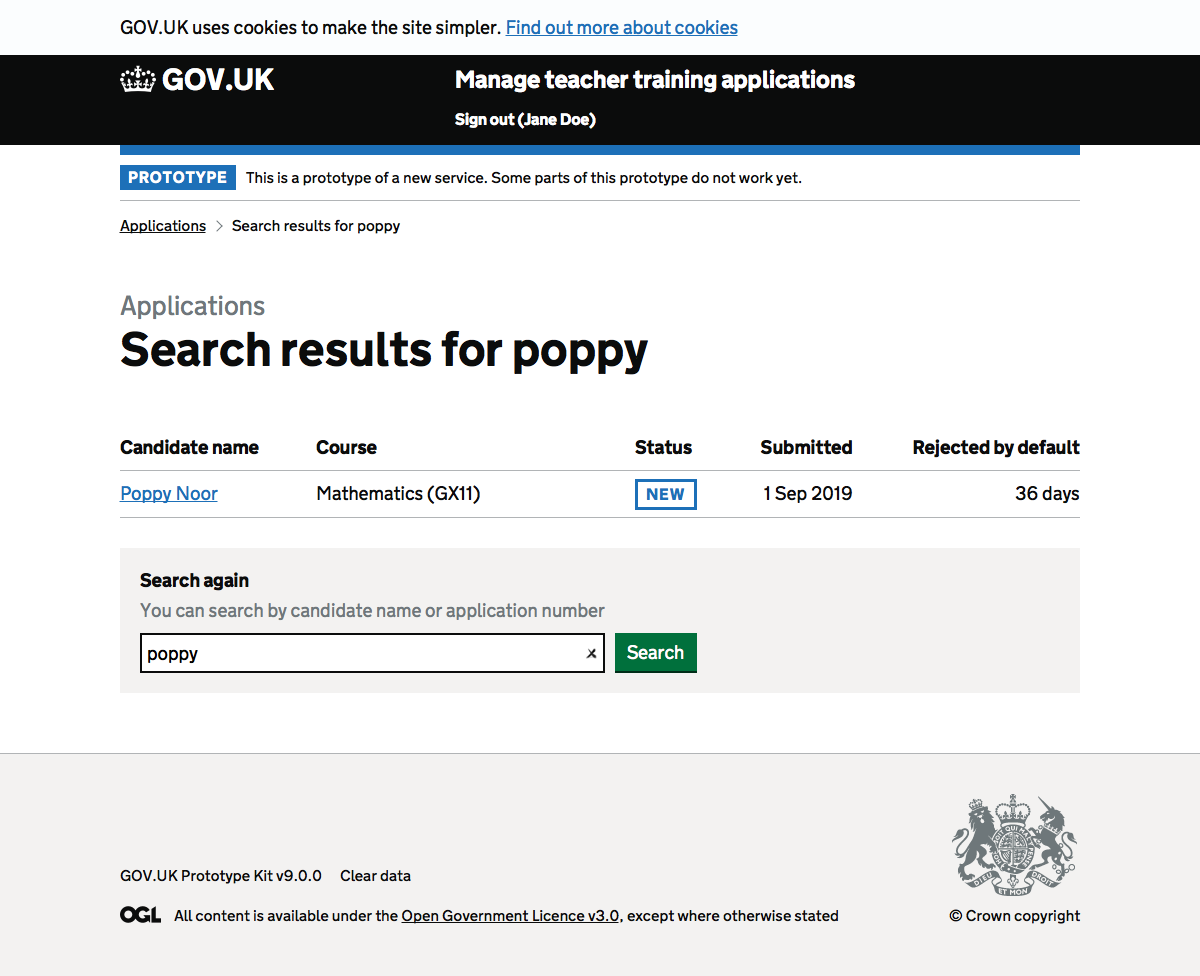 GOV.UK uses cookies to make the site simpler. Find out more about cookies
GOV.UK
Manage teacher training applications
Sign out (Jane Doe)
PROTOTYPE This is a prototype of a new service. Some parts of this prototype do not work yet.
Applications Search results for poppy
Applications
Search results for poppy
Candidate name Course Status Submitted Rejected by default
Poppy Noor Mathematics (GX11) NEW 1 Sep 2019 36 days
Search again
You can search by candidate name or application number
poppy Search
DIEU ET MON DROIT
GOV.UK Prototype Kit v9.0.0 Clear data
OGL All content is available under the Open Government Licence v3.0, except where otherwise stated
© Crown copyright